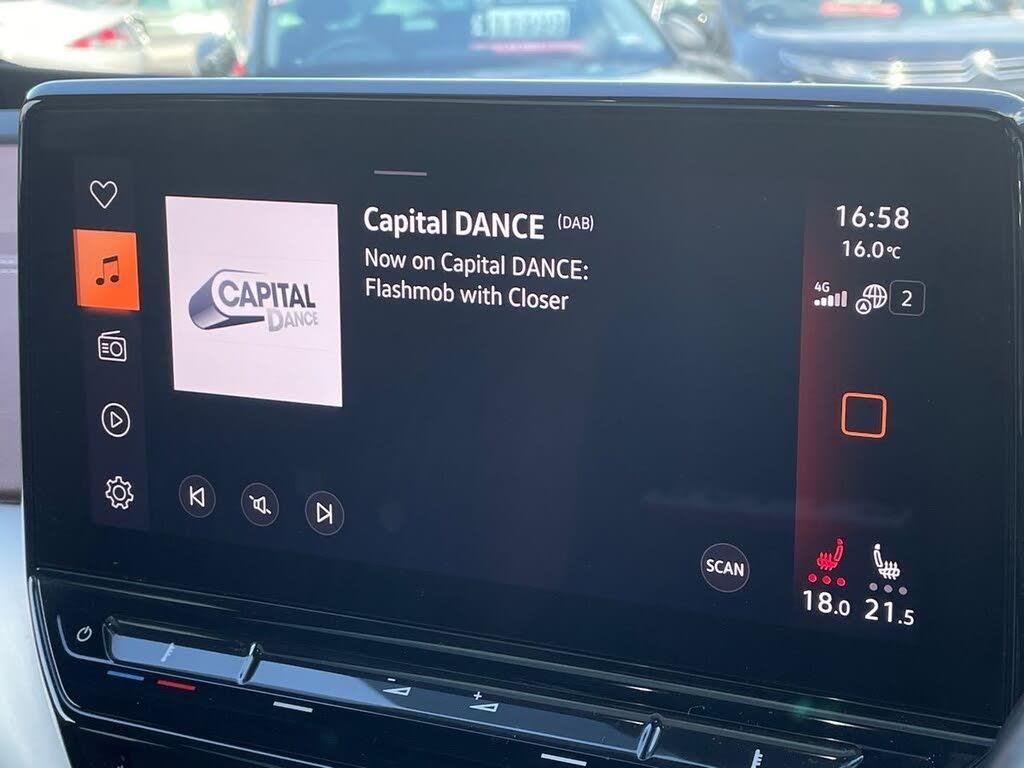 Capital DANCE (DAB)
Now on Capital DANCE:
Flashmob with Closer
CAPITAL
DANCE
16:58
16.0°C
4G
2
SCAN
18.0 21.5
- +